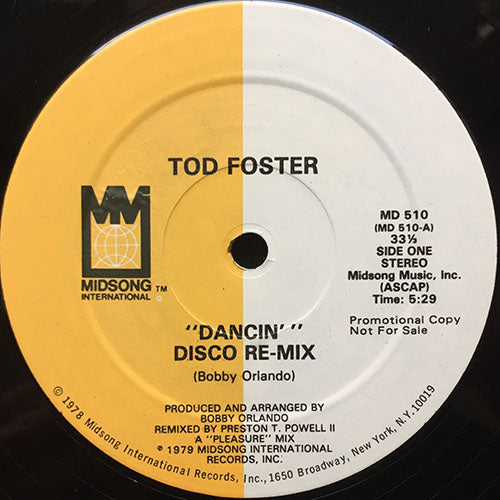 TOD FOSTER
MM
MIDSONG
INTERNATIONAL
TM
MD 510
(MD 510-A)
33⅓
SIDE ONE
STEREO
Midsong Music, Inc.
(ASCAP)
Time: 5:29
Promotional Copy
Not For Sale
"DANCIN' "
DISCO RE-MIX
(Bobby Orlando)
PRODUCED AND ARRANGED BY
BOBBY ORLANDO
REMIXED BY PRESTON T. POWELL II
A "PLEASURE" MIX
℗ 1979 MIDSONG INTERNATIONAL
RECORDS, INC.
© 1978 Midsong International Records, Inc., 1650 Broadway, New York, N.Y. 10019